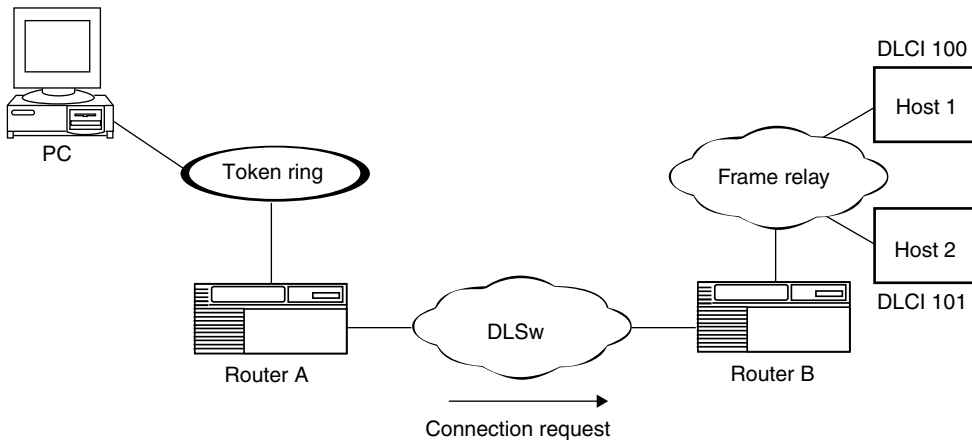 DLCI 100
Host 1
PC
Token ring
Frame relay
Host 2
DLCI 101
DLSw
Router A
Router B
Connection request